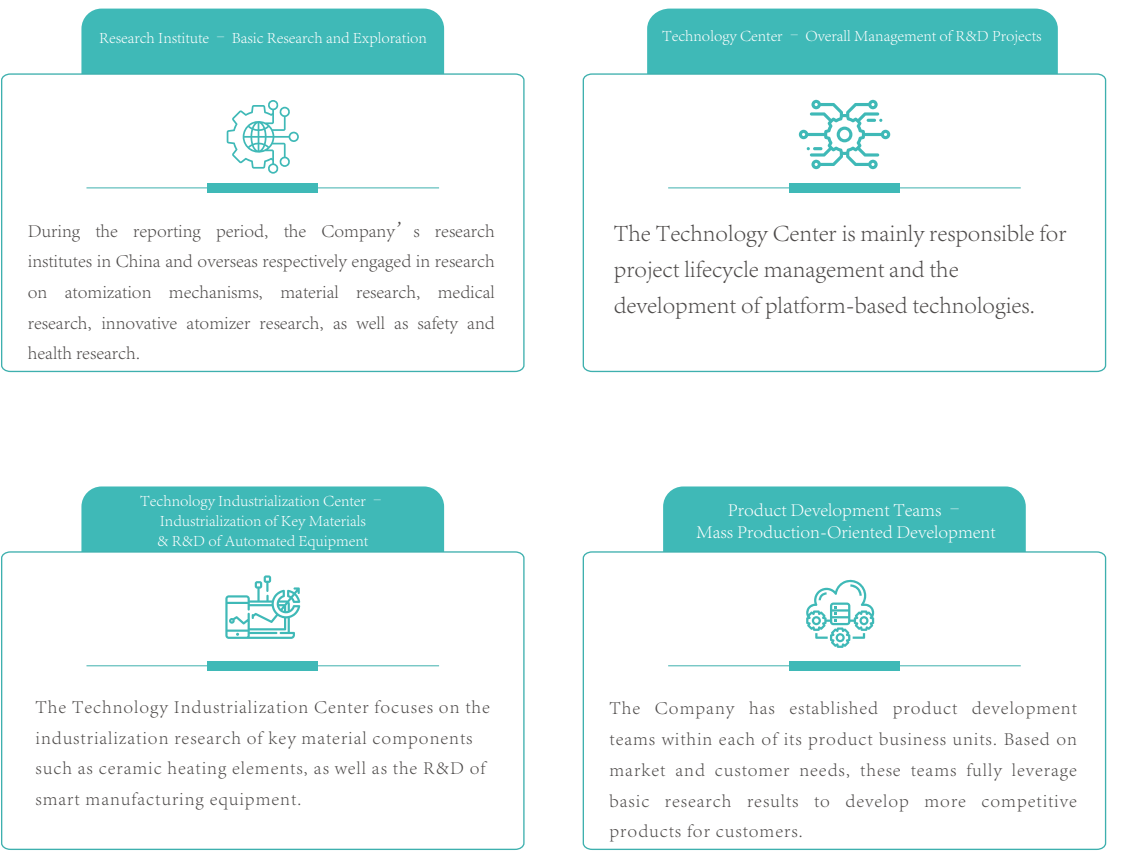 Research Institute – Basic Research and Exploration
During the reporting period, the Company’s research
institutes in China and overseas respectively engaged in research
on atomization mechanisms, material research, medical
research, innovative atomizer research, as well as safety and
health research.
Technology Center – Overall Management of R&D Projects
The Technology Center is mainly responsible for
project lifecycle management and the
development of platform-based technologies.
Technology Industrialization Center –
Industrialization of Key Materials
& R&D of Automated Equipment
The Technology Industrialization Center focuses on the
industrialization research of key material components
such as ceramic heating elements, as well as the R&D of
smart manufacturing equipment.
Product Development Teams –
Mass Production-Oriented Development
The Company has established product development
teams within each of its product business units. Based on
market and customer needs, these teams fully leverage
basic research results to develop more competitive
products for customers.